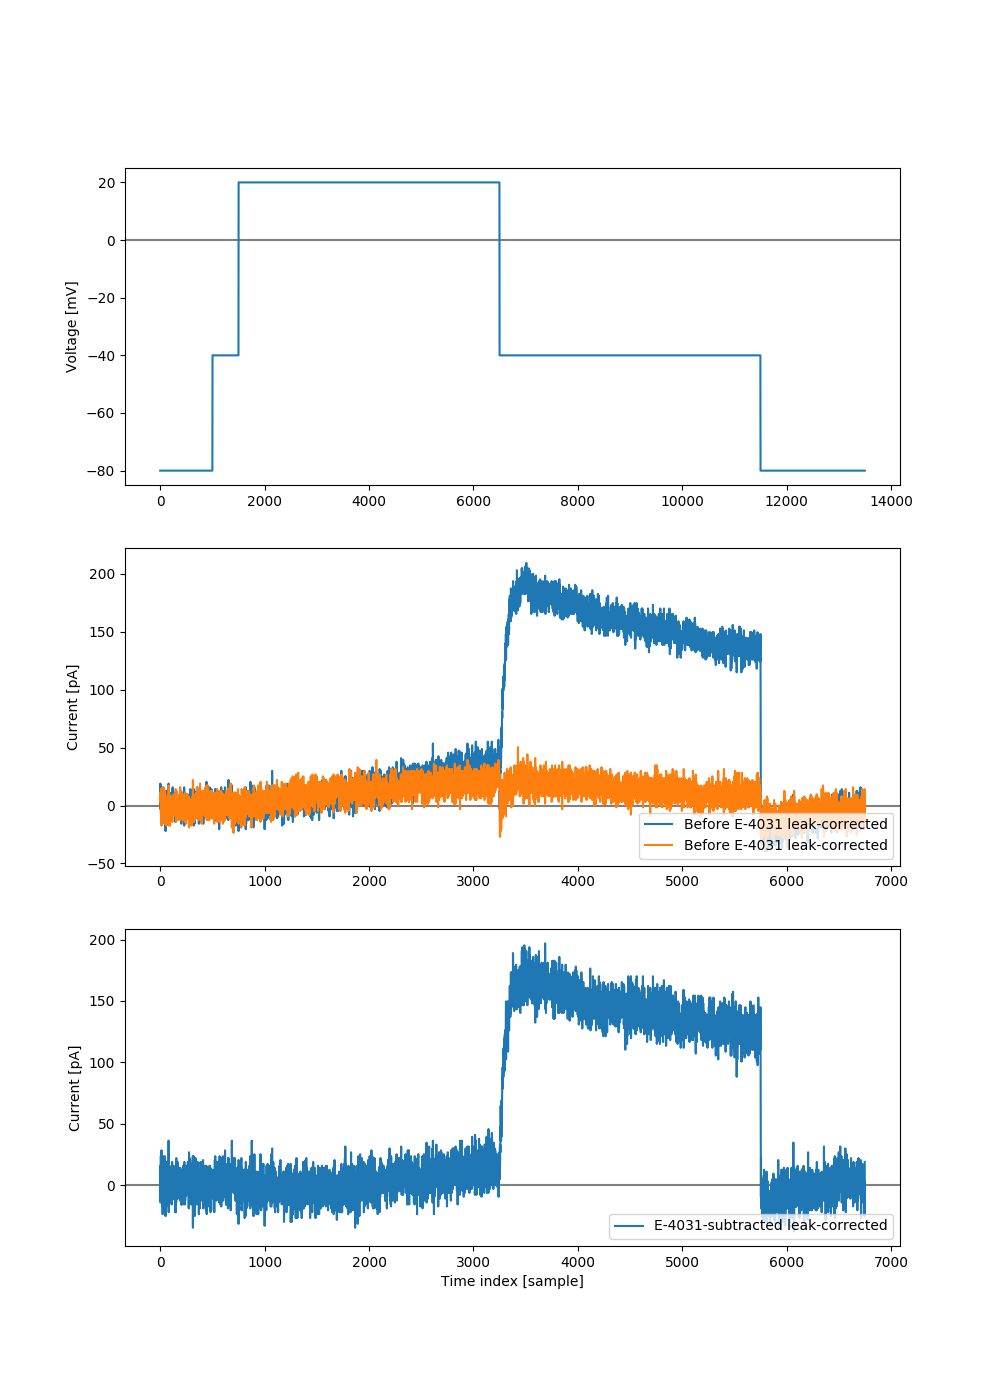 20
0
−20
−40
−60
−80
Voltage [mV]
0 2000 4000 6000 8000 10000 12000 14000
200
150
100
50
0
−50
Current [pA]
Before E-4031 leak-corrected
Before E-4031 leak-corrected
0 1000 2000 3000 4000 5000 6000 7000
200
150
100
50
0
Current [pA]
E-4031-subtracted leak-corrected
0 1000 2000 3000 4000 5000 6000 7000
Time index [sample]